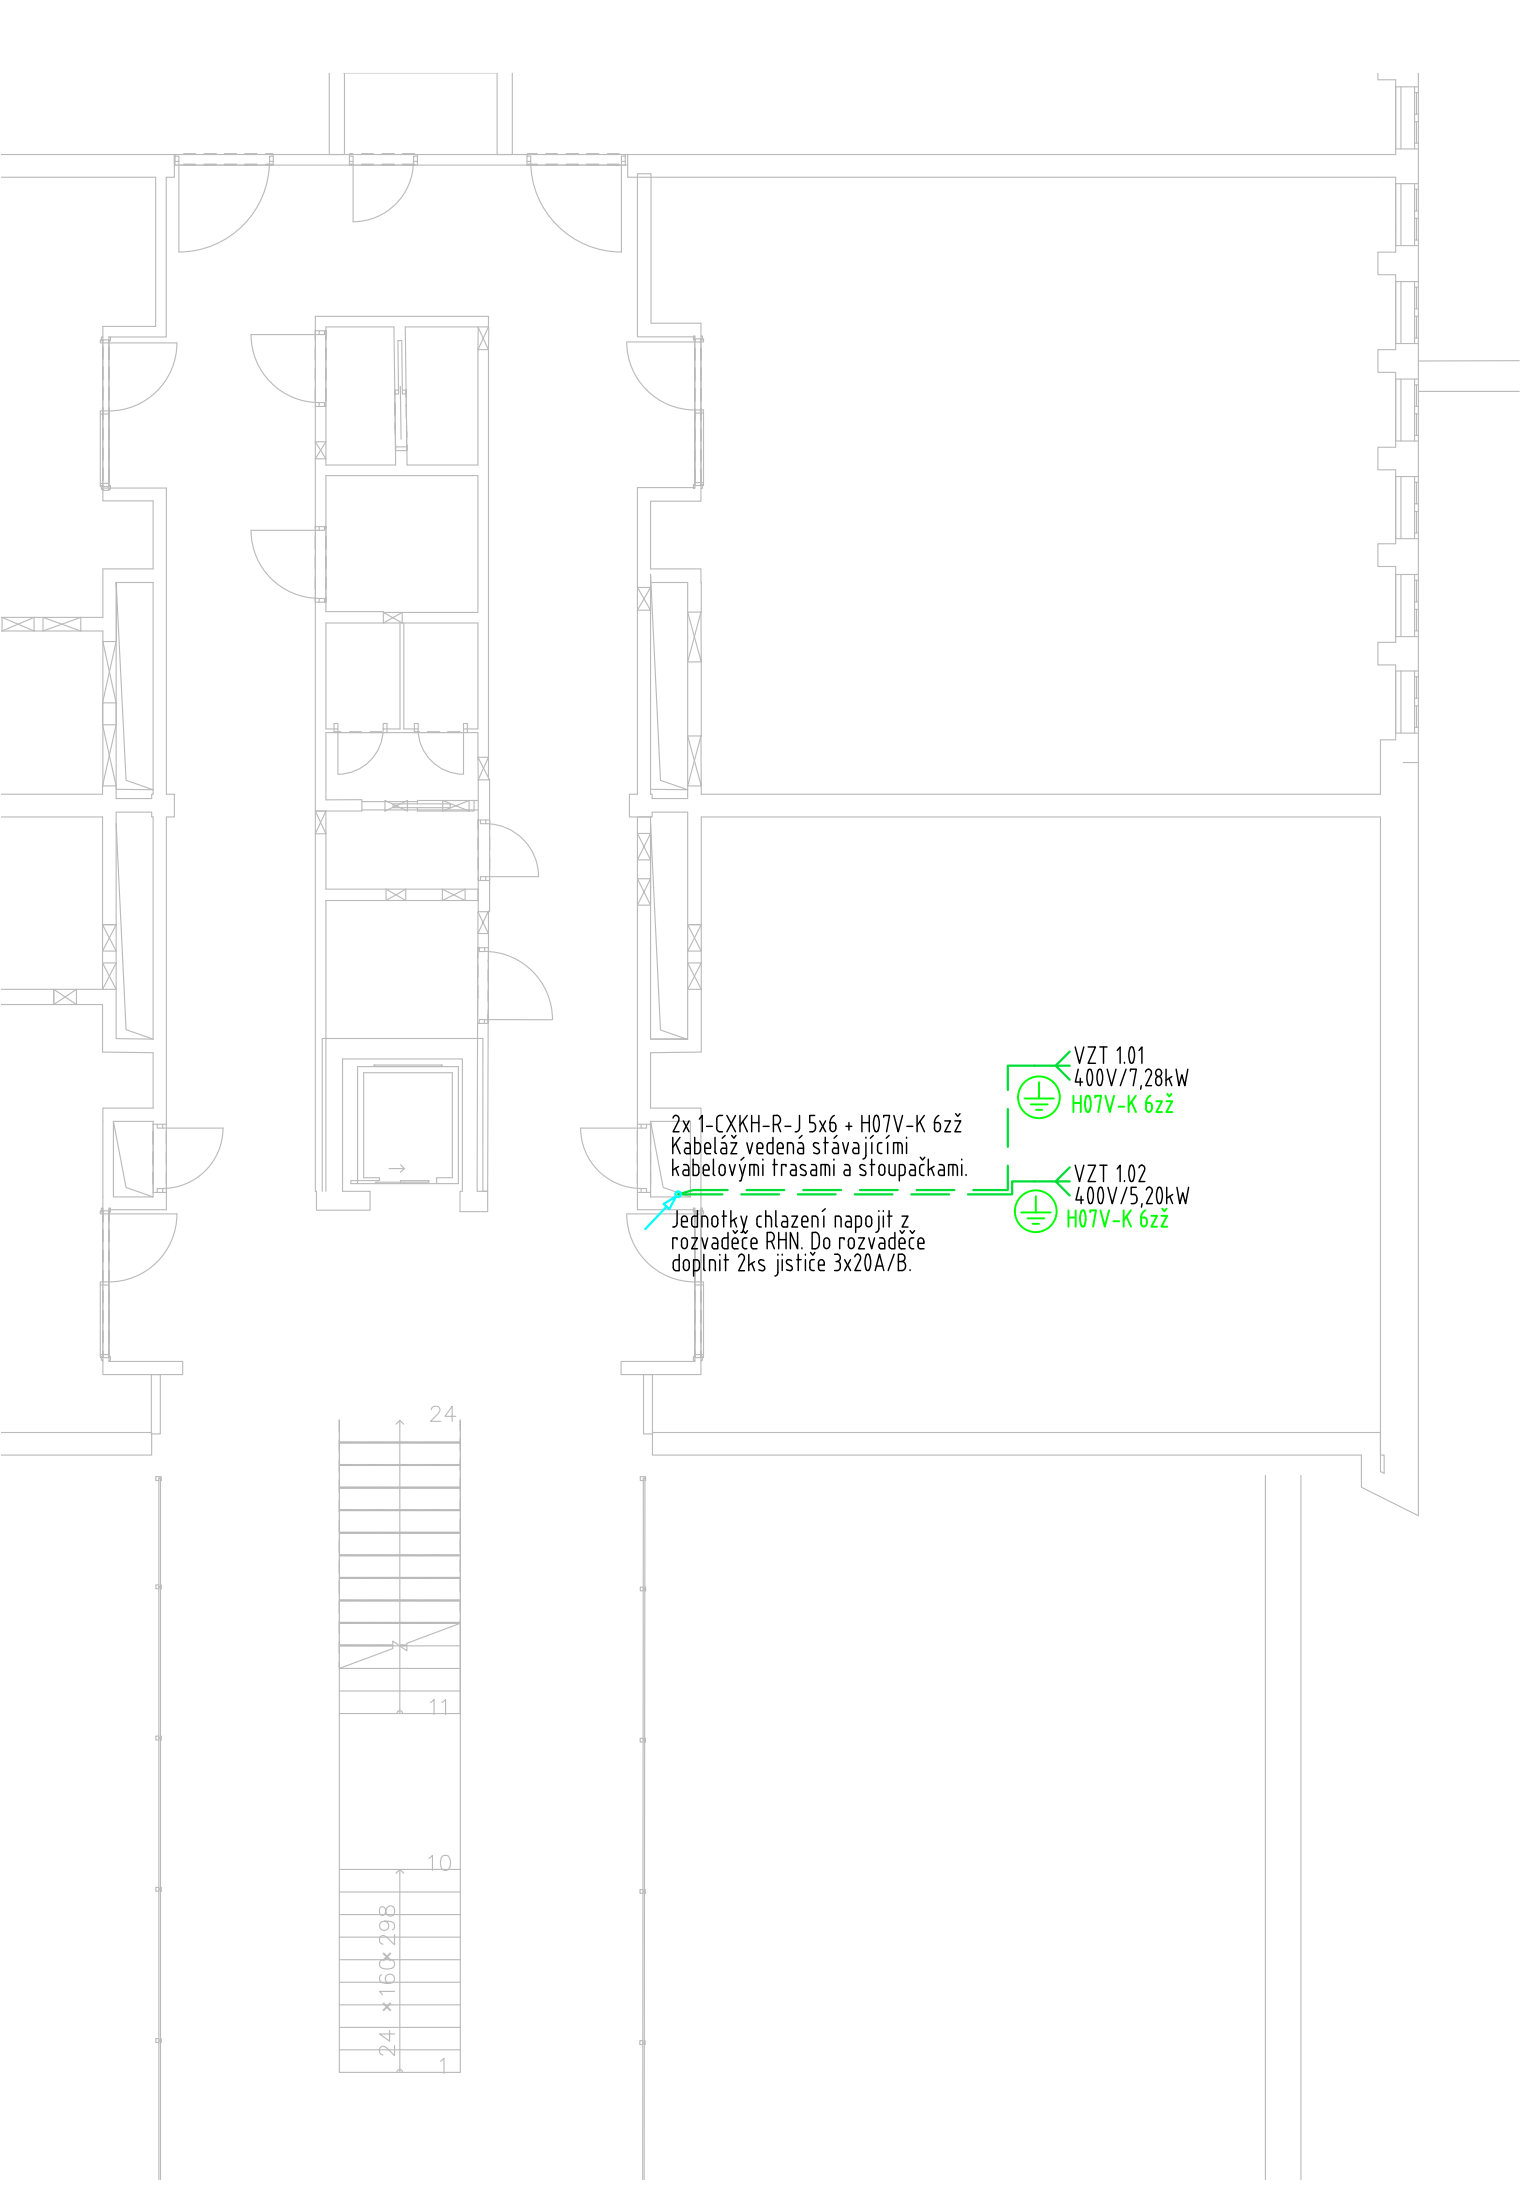 VZT 1.01
400V/7,28kW
H07V-K 6zž
2x 1-CXKH-R-J 5x6 + H07V-K 6zž
Kabeláž vedená stávajícími
kabelovými trasami a stoupačkami.
VZT 1.02
400V/5,20kW
H07V-K 6zž
Jednotky chlazení napojit z
rozvaděče RHN. Do rozvaděče
doplnit 2ks jističe 3x20A/B.
24
11
10
24 x160x298
1